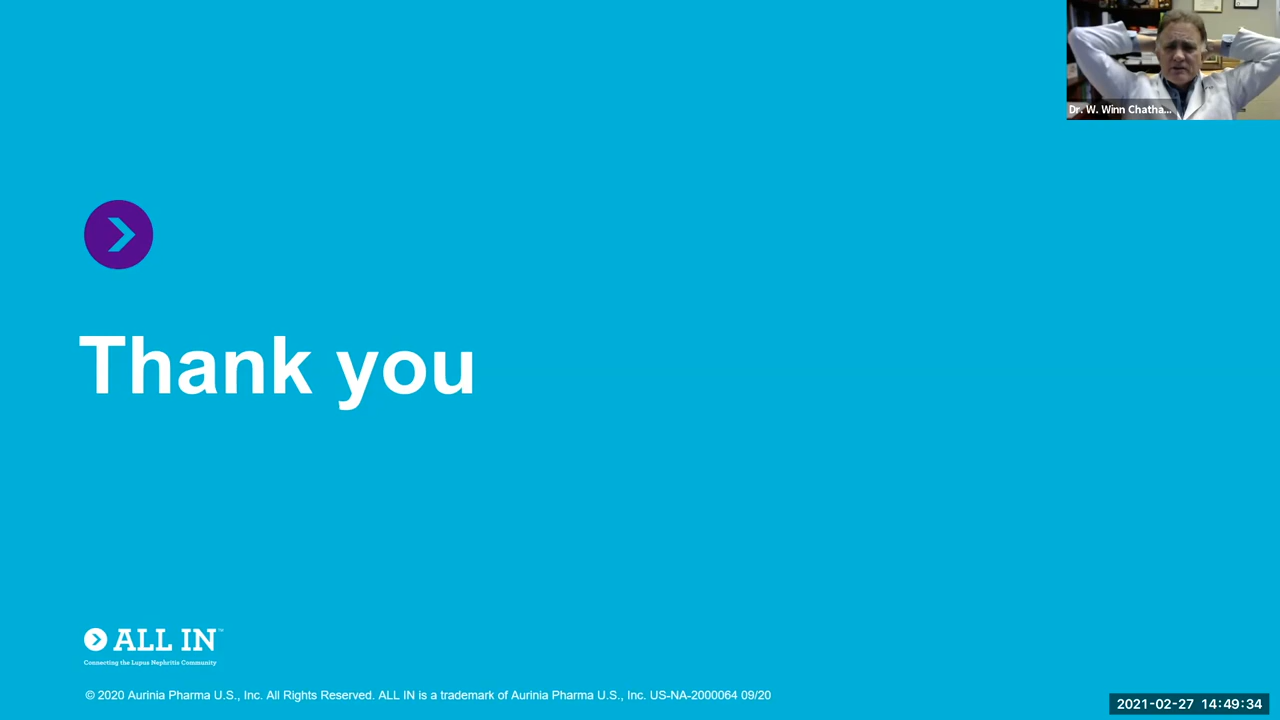 Dr. W. Winn Chatha...
Thank you
ALL IN™
Connecting the Lupus Nephritis Community
© 2020 Aurinia Pharma U.S., Inc. All Rights Reserved. ALL IN is a trademark of Aurinia Pharma U.S., Inc. US-NA-2000064 09/20
2021-02-27 14:49:34